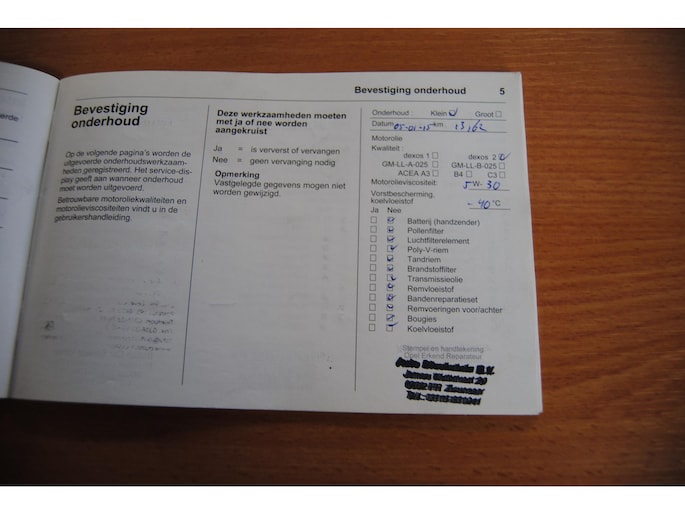 Bevestiging onderhoud 5
Bevestiging
onderhoud
Op de volgende pagina's worden de
uitgevoerde onderhoudswerkzaam-
heden geregistreerd. Het service-dis-
play geeft aan wanneer onderhoud
moet worden uitgevoerd.
Betrouwbare motoroliekwaliteiten en
motorolieviscositeiten vindt u in de
gebruikershandleiding.
Deze werkzaamheden moeten
met ja of nee worden
aangekruist
Ja = is ververst of vervangen
Nee = geen vervanging nodig
Opmerking
Vastgelegde gegevens mogen niet
worden gewijzigd.
Onderhoud : Klein Groot
Datum km
Motorolie
Kwaliteit :
dexos 1 dexos 2
GM-LL-A-025 GM-LL-B-025
ACEA A3 B4 C3
Motorolieviscositeit: 5W-30
Vorstbescherming,
koelvloeistof -40 °C
Ja Nee
Batterij (handzender)
Pollenfilter
Luchtfilterelement
Poly-V-riem
Tandriem
Brandstoffilter
Transmissieolie
Remvloeistof
Bandenreparatieset
Remvoeringen voor/achter
Bougies
Koelvloeistof
Stempel en handtekening
Opel Erkend Reparateur